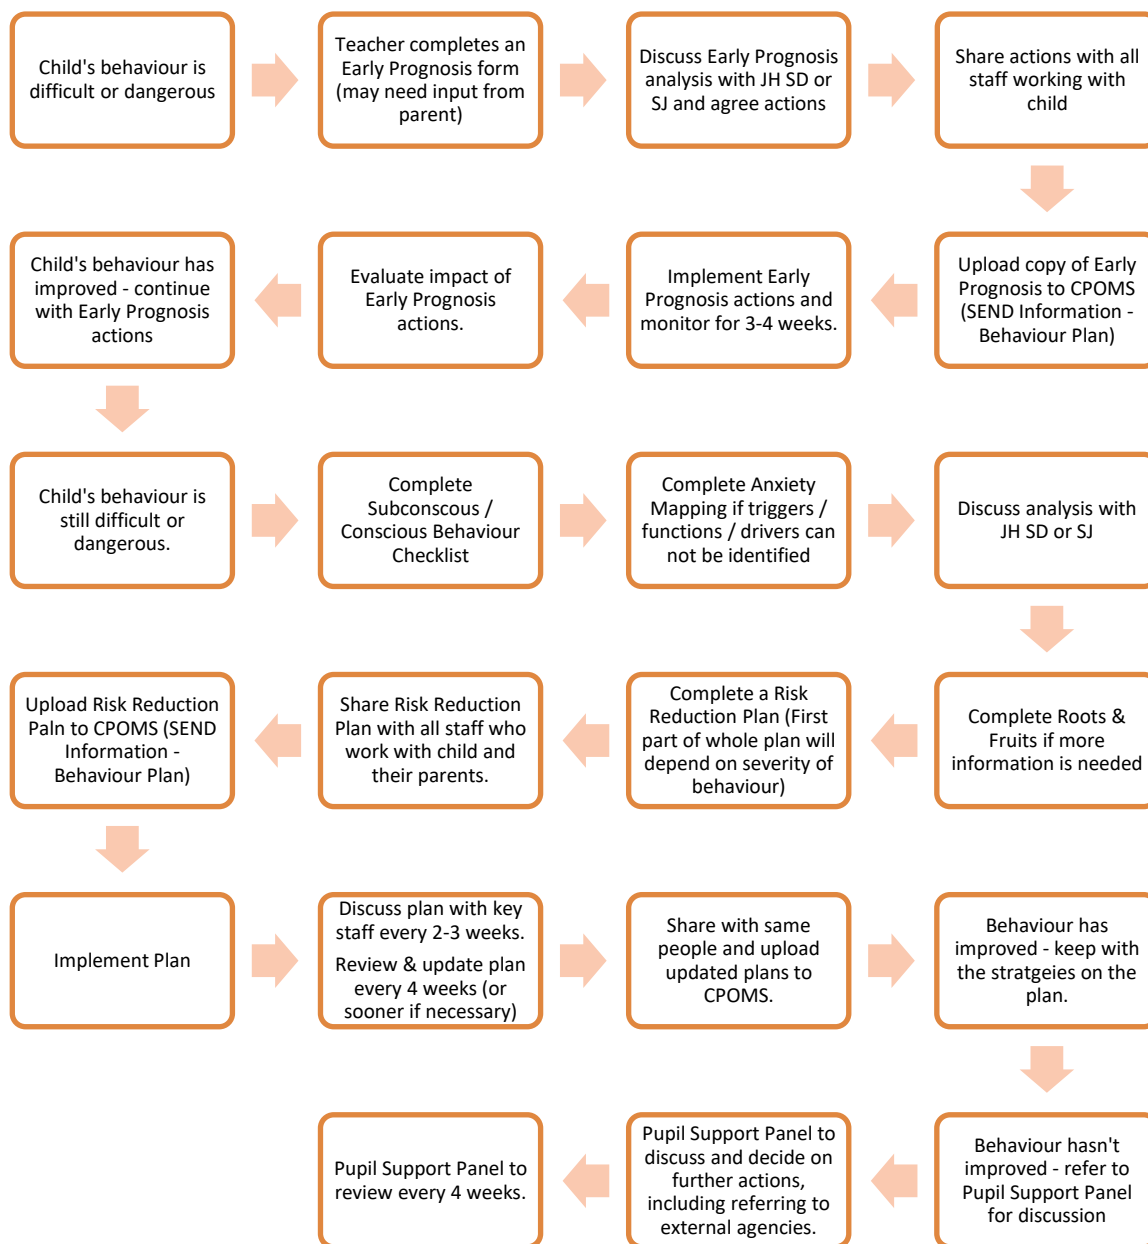 Child's behaviour is
difficult or dangerous
Teacher completes an
Early Prognosis form
(may need input from
parent)
Discuss Early Prognosis
analysis with JH SD or
SJ and agree actions
Share actions with all
staff working with
child
Upload copy of Early
Prognosis to CPOMS
(SEND Information -
Behaviour Plan)
Implement Early
Prognosis actions and
monitor for 3-4 weeks.
Evaluate impact of
Early Prognosis
actions.
Child's behaviour has
improved - continue
with Early Prognosis
actions
Child's behaviour is
still difficult or
dangerous.
Complete
Subconscous /
Conscious Behaviour
Checklist
Complete Anxiety
Mapping if triggers /
functions / drivers can
not be identified
Discuss analysis with
JH SD or SJ
Complete Roots &
Fruits if more
information is needed
Complete a Risk
Reduction Plan (First
part of whole plan will
depend on severity of
behaviour)
Share Risk Reduction
Plan with all staff who
work with child and
their parents.
Upload Risk Reduction
Paln to CPOMS (SEND
Information -
Behaviour Plan)
Implement Plan
Discuss plan with key
staff every 2-3 weeks.
Review & update plan
every 4 weeks (or
sooner if necessary)
Share with same
people and upload
updated plans to
CPOMS.
Behaviour has
improved - keep with
the stratgeies on the
plan.
Behaviour hasn't
improved - refer to
Pupil Support Panel
for discussion
Pupil Support Panel to
discuss and decide on
further actions,
including referring to
external agencies.
Pupil Support Panel to
review every 4 weeks.